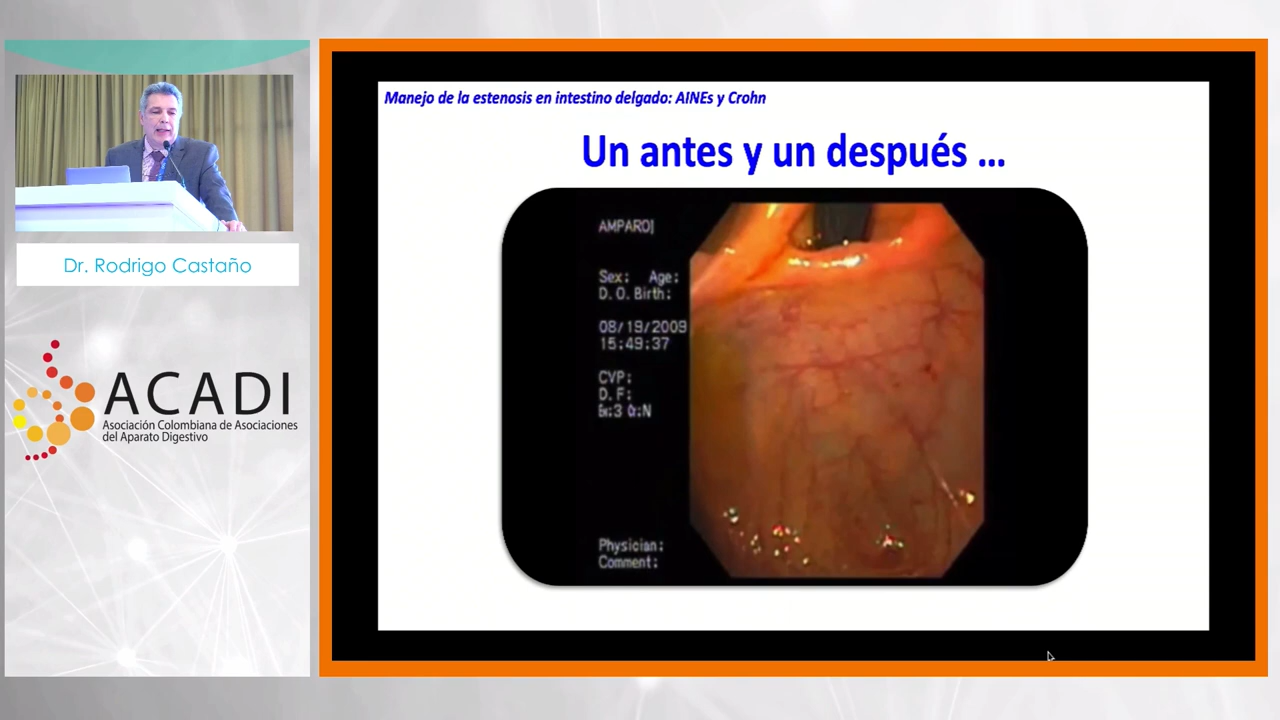 Dr. Rodrigo Castaño
ACADI
Asociación Colombiana de Asociaciones
del Aparato Digestivo
Manejo de la estenosis en intestino delgado: AINEs y Crohn
Un antes y un después ...
AMPARO
Sex: Age:
D.O.Birth:
08/19/2009
15:49:37
CVP:
D.F:
Physician:
Comment: